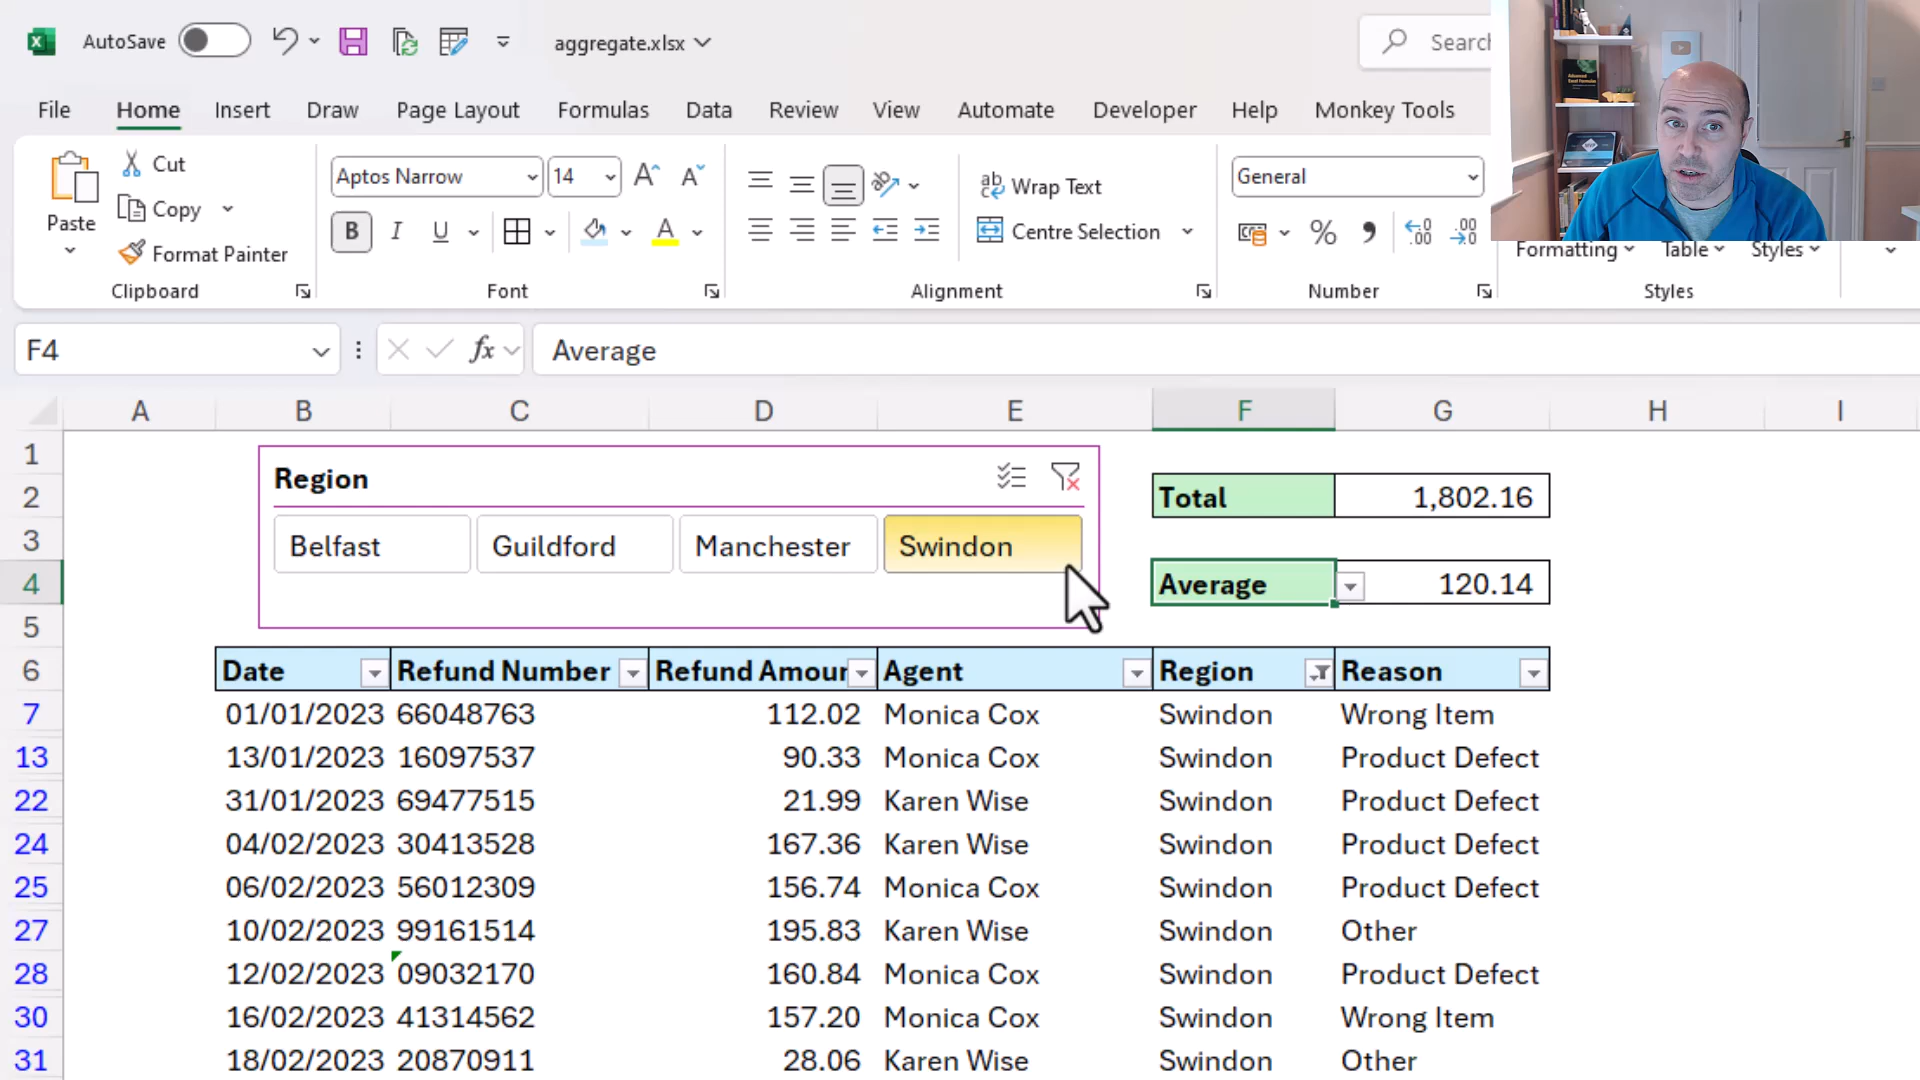 AutoSave aggregate.xlsx Search
File Home Insert Draw Page Layout Formulas Data Review View Automate Developer Help Monkey Tools
Paste
Cut
Copy
Format Painter
Clipboard
Aptos Narrow 14
B I U A
Font
Wrap Text
Centre Selection
Alignment
General
% , .00 .00
Number
Formatting Table Styles
Styles
F4 fx Average
A B C D E F G H I
1
2 Total 1,802.16
3
4 Average 120.14
5
Region
Belfast Guildford Manchester Swindon
6 Date Refund Number Refund Amour Agent Region Reason
7 01/01/2023 66048763 112.02 Monica Cox Swindon Wrong Item
13 13/01/2023 16097537 90.33 Monica Cox Swindon Product Defect
22 31/01/2023 69477515 21.99 Karen Wise Swindon Product Defect
24 04/02/2023 30413528 167.36 Karen Wise Swindon Product Defect
25 06/02/2023 56012309 156.74 Monica Cox Swindon Product Defect
27 10/02/2023 99161514 195.83 Karen Wise Swindon Other
28 12/02/2023 09032170 160.84 Monica Cox Swindon Product Defect
30 16/02/2023 41314562 157.20 Monica Cox Swindon Wrong Item
31 18/02/2023 20870911 28.06 Karen Wise Swindon Other